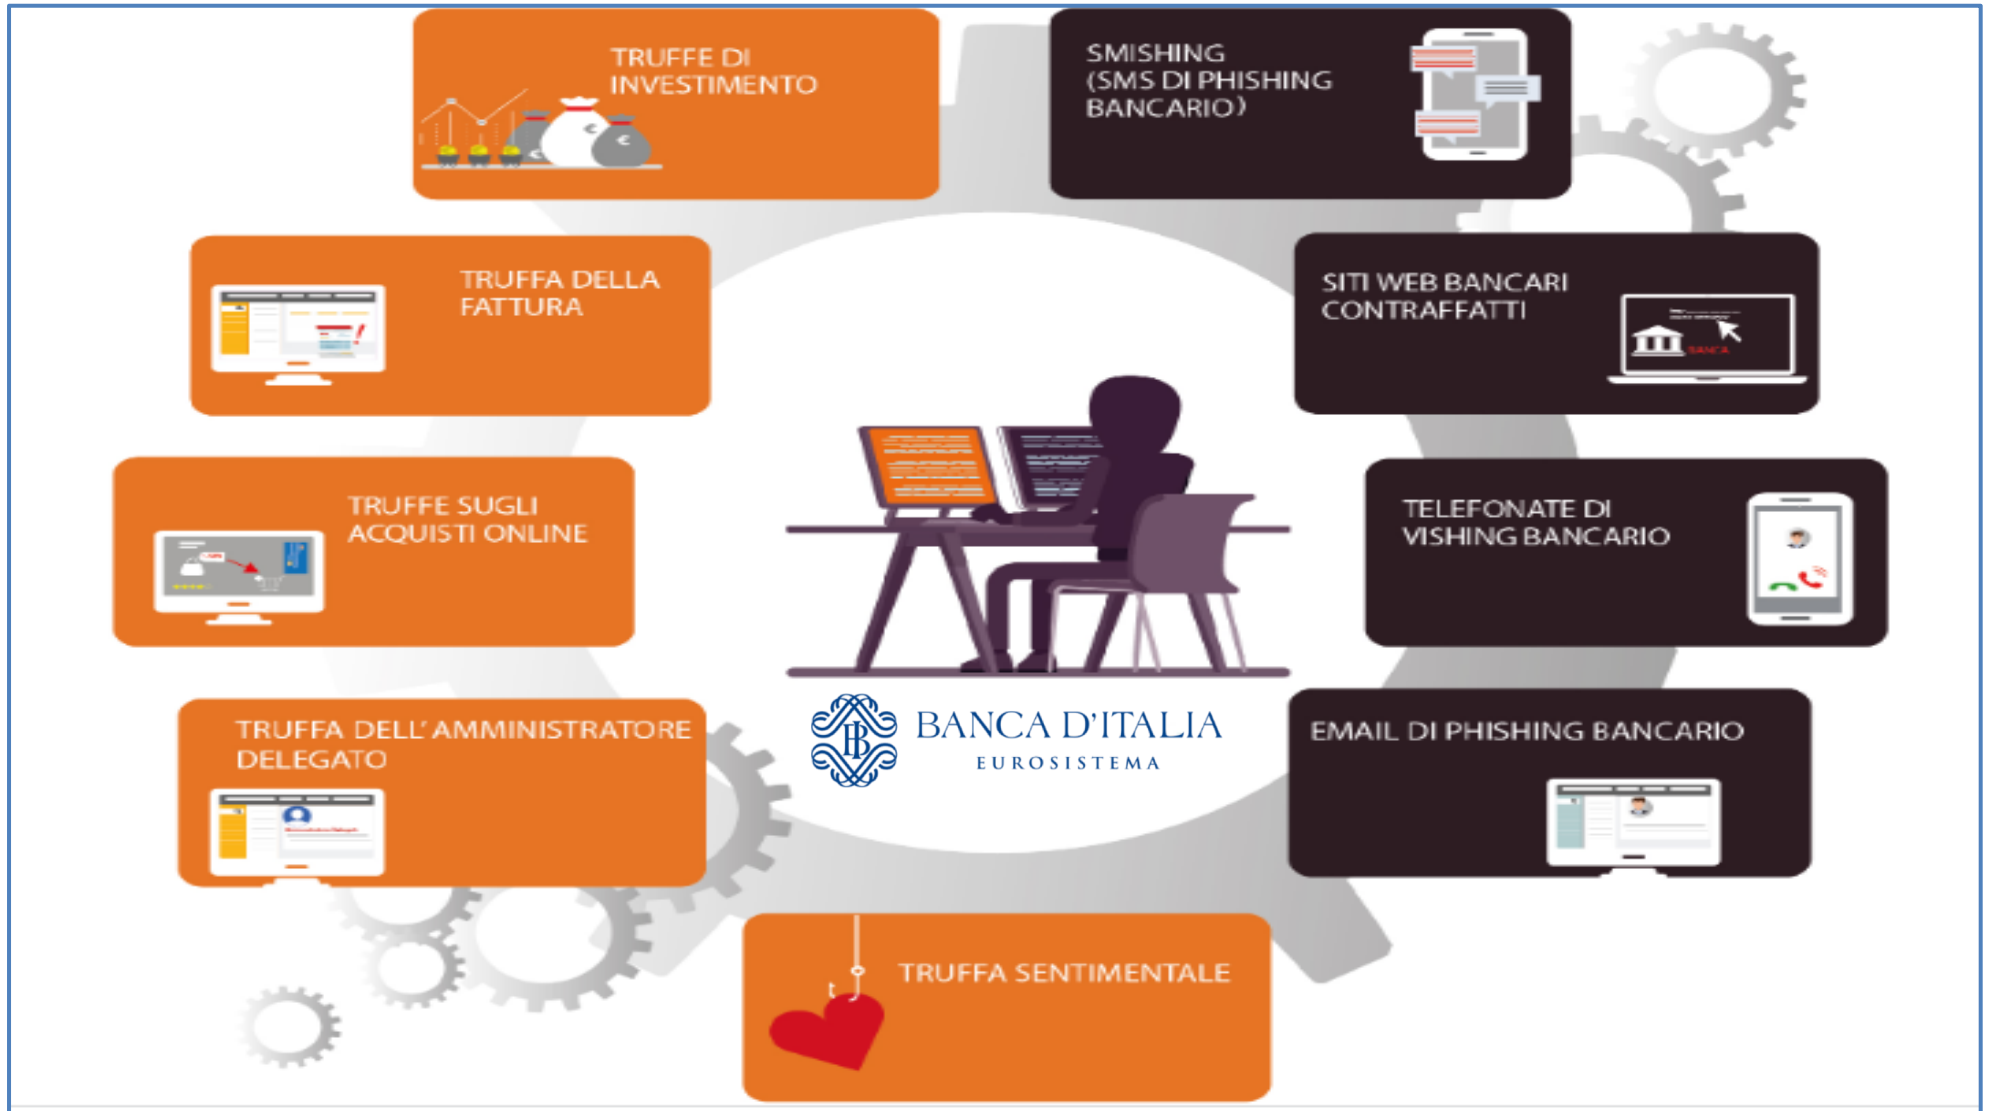 TRUFFE DI
INVESTIMENTO
SMISHING
(SMS DI PHISHING
BANCARIO)
TRUFFA DELLA
FATTURA
SITI WEB BANCARI
CONTRAFFATTI
BANCA
TRUFFE SUGLI
ACQUISTI ONLINE
TELEFONATE DI
VISHING BANCARIO
TRUFFA DELL' AMMINISTRATORE
DELEGATO
BANCA D'ITALIA
EUROSISTEMA
EMAIL DI PHISHING BANCARIO
TRUFFA SENTIMENTALE
t